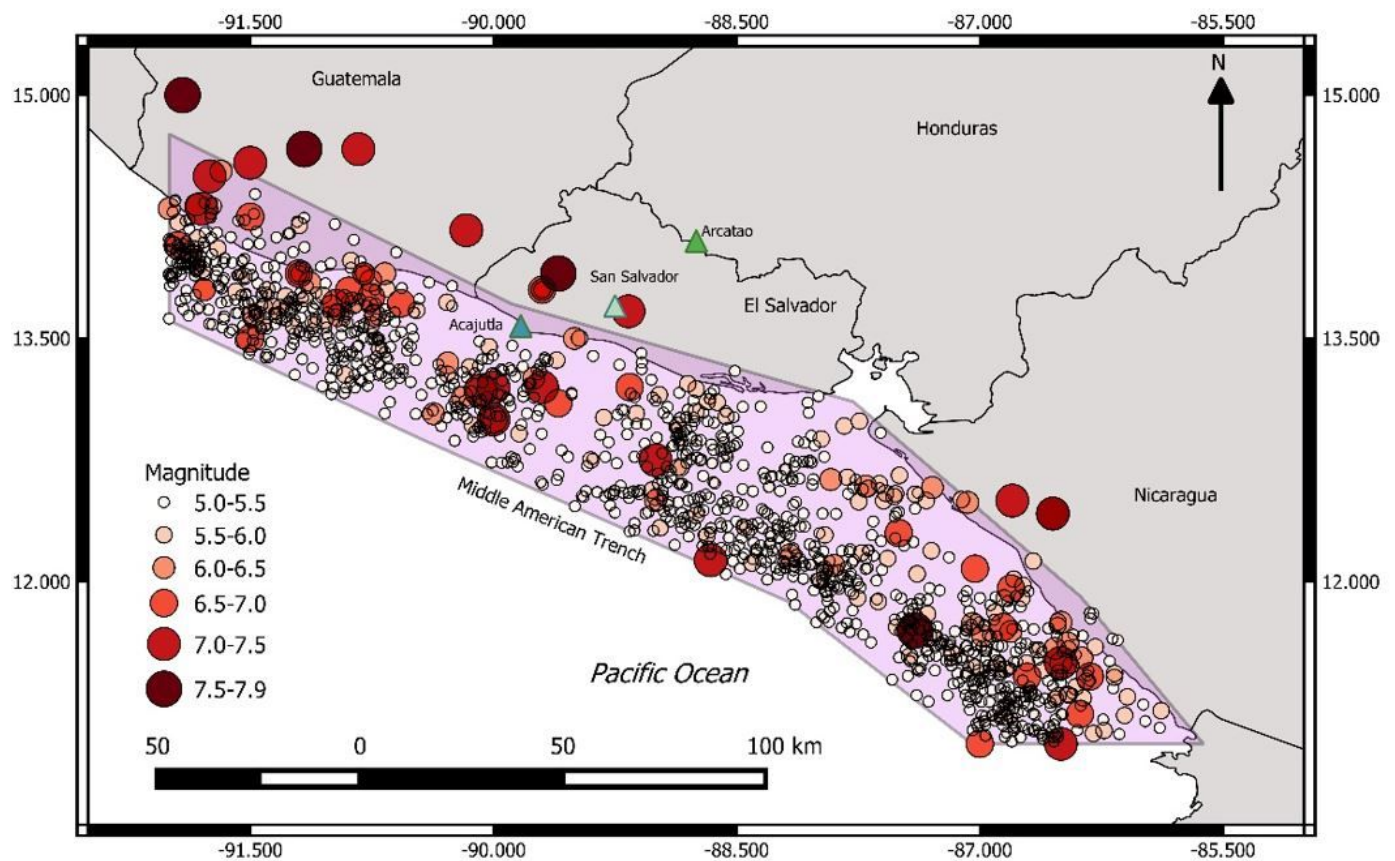 -91.500 -90.000 -88.500 -87.000 -85.500
N
Guatemala
15.000 15.000
Honduras
Arcatao
San Salvador
El Salvador
Acajutla
13.500 13.500
Magnitude
5.0-5.5
5.5-6.0
6.0-6.5
6.5-7.0
7.0-7.5
7.5-7.9
Middle American Trench
Nicaragua
12.000 12.000
Pacific Ocean
50 0 50 100 km
-91.500 -90.000 -88.500 -87.000 -85.500